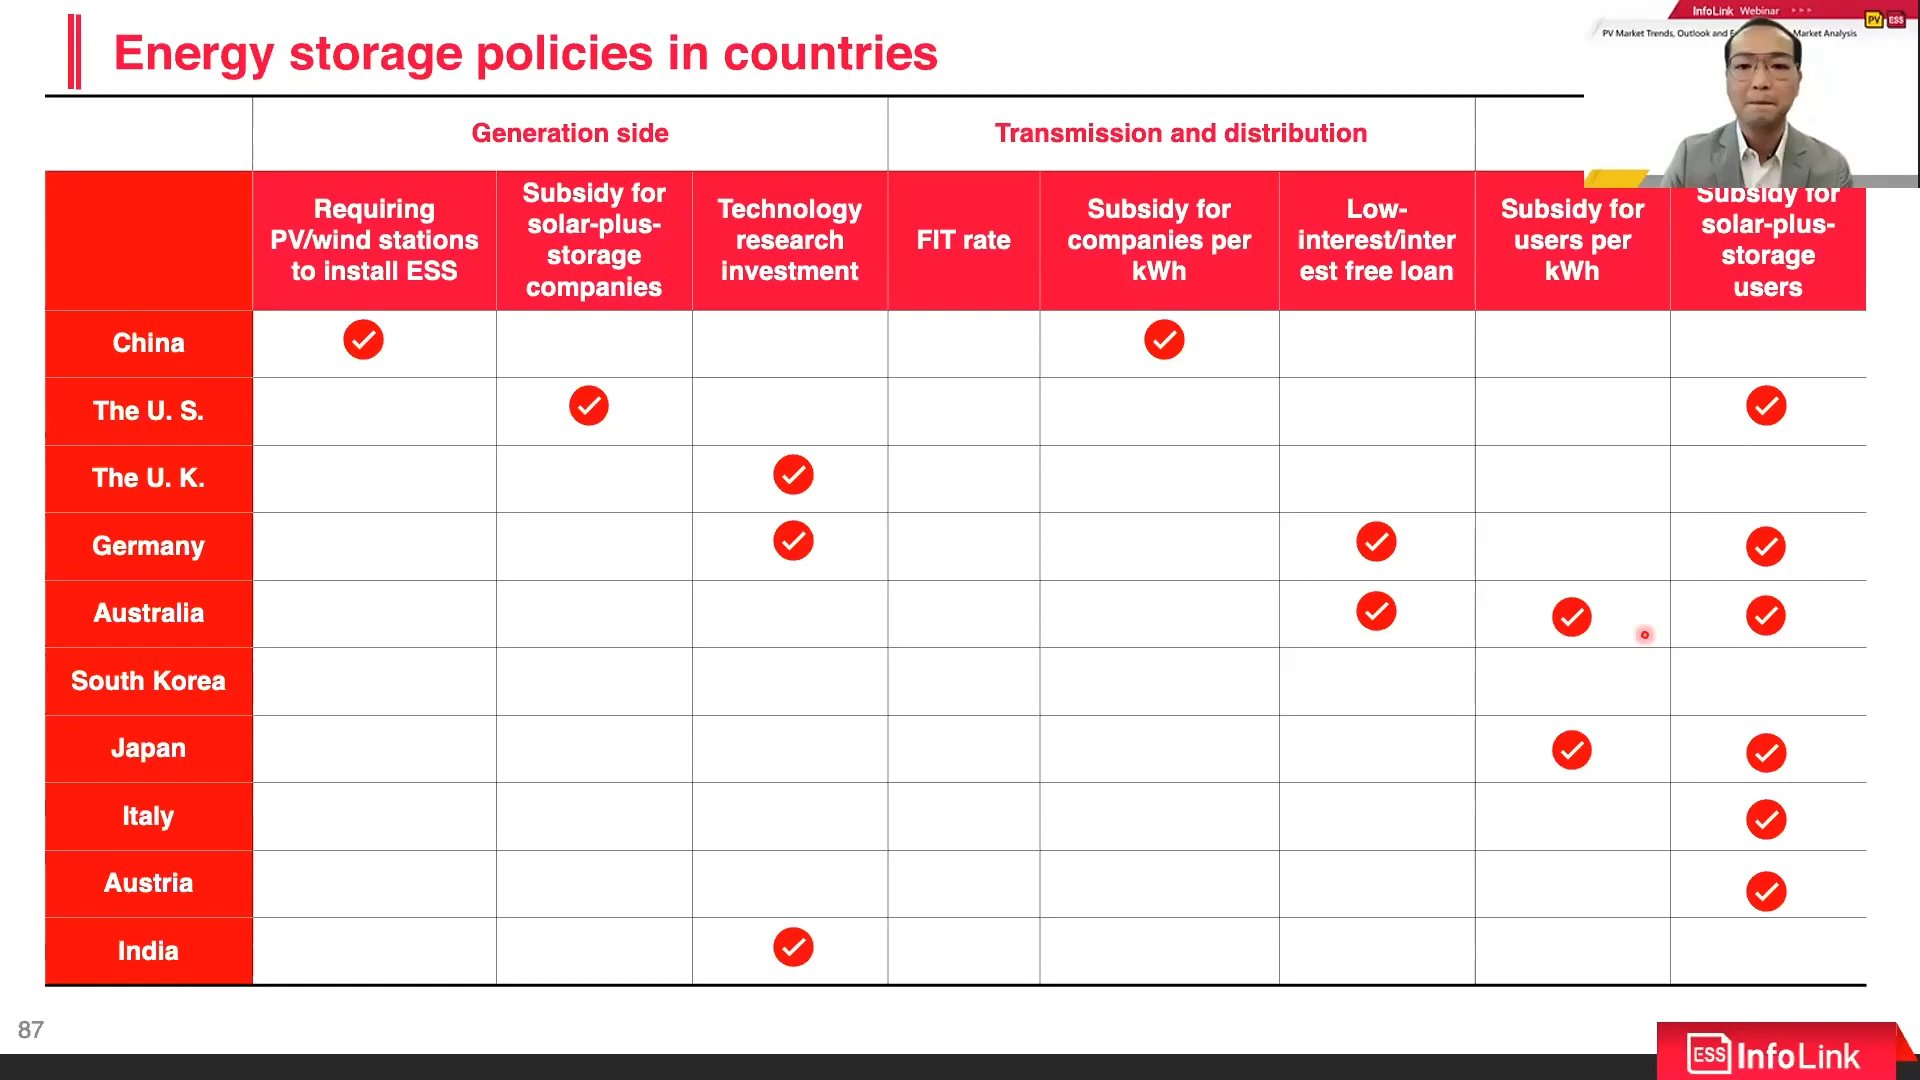 Energy storage policies in countries
InfoLink Webinar
PV ESS
PV Market Trends, Outlook and
Market Analysis
Generation side
Transmission and distribution
Requiring
PV/wind stations
to install ESS
Subsidy for
solar-plus-
storage
companies
Technology
research
investment
FIT rate
Subsidy for
companies per
kWh
Low-
interest/inter
est free loan
Subsidy for
users per
kWh
Subsidy for
solar-plus-
storage
users
China
The U. S.
The U. K.
Germany
Australia
South Korea
Japan
Italy
Austria
India
87
ESS InfoLink